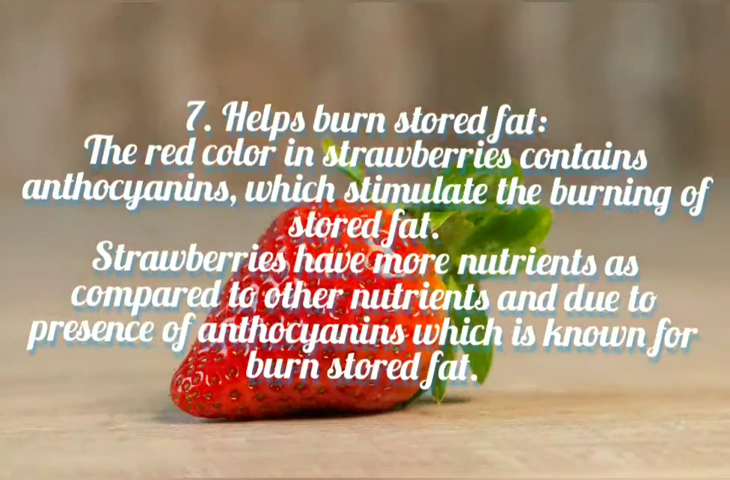 7. Helps burn stored fat:
The red color in strawberries contains
anthocyanins, which stimulate the burning of
stored fat.
Strawberries have more nutrients as
compared to other nutrients and due to
presence of anthocyanins which is known for
burn stored fat.